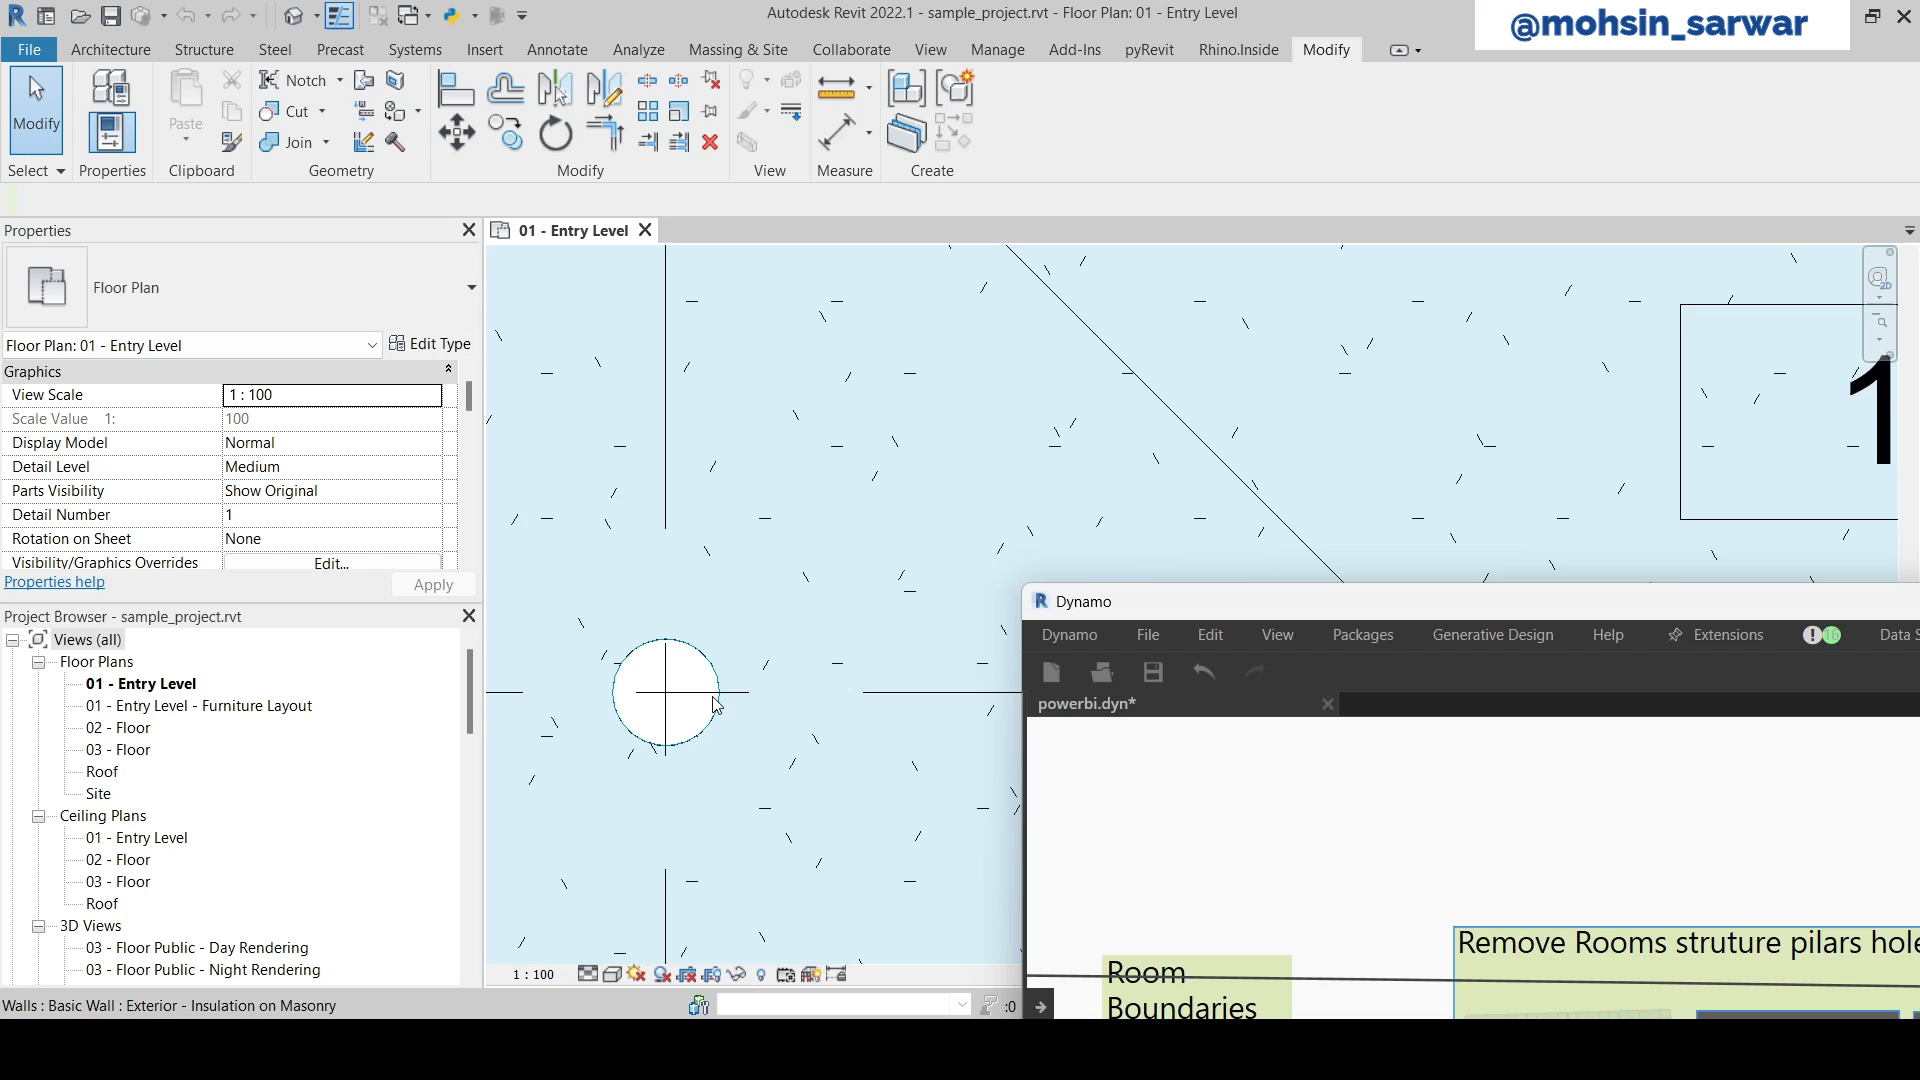 Autodesk Revit 2022.1 - sample_project.rvt - Floor Plan: 01 - Entry Level
@mohsin_sarwar
File Architecture Structure Steel Precast Systems Insert Annotate Analyze Massing & Site Collaborate View Manage Add-Ins pyRevit Rhino.Inside Modify
Modify
Paste
Notch
Cut
Join
Select Properties Clipboard Geometry Modify View Measure Create
Properties
01 - Entry Level
Floor Plan
Floor Plan: 01 - Entry Level
Edit Type
Graphics
View Scale 1 : 100
Scale Value 1: 100
Display Model Normal
Detail Level Medium
Parts Visibility Show Original
Detail Number 1
Rotation on Sheet None
Visibility/Graphics Overrides Edit...
Properties help
Apply
Project Browser - sample_project.rvt
Views (all)
Floor Plans
01 - Entry Level
01 - Entry Level - Furniture Layout
02 - Floor
03 - Floor
Roof
Site
Ceiling Plans
01 - Entry Level
02 - Floor
03 - Floor
Roof
3D Views
03 - Floor Public - Day Rendering
03 - Floor Public - Night Rendering
2D
1
Dynamo
Dynamo File Edit View Packages Generative Design Help Extensions 16 Data S
powerbi.dyn*
Remove Rooms struture pilars hole
Room
Boundaries
1 : 100
Walls : Basic Wall : Exterior - Insulation on Masonry
:0